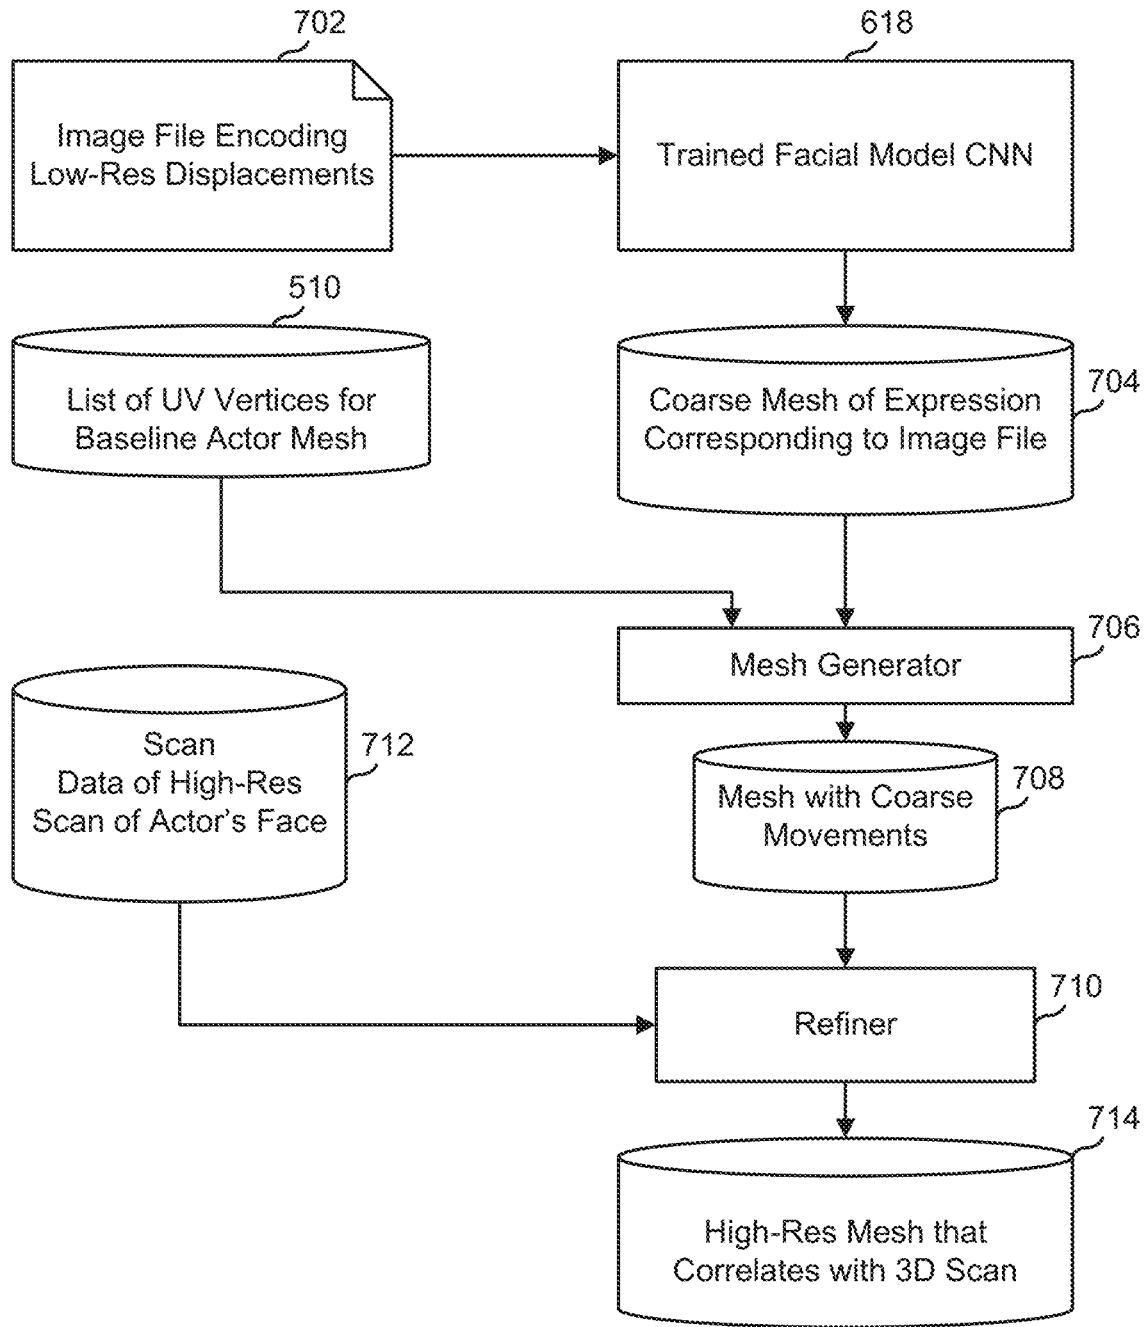 702
618
Image File Encoding
Low-Res Displacements
Trained Facial Model CNN
510
List of UV Vertices for
Baseline Actor Mesh
Coarse Mesh of Expression
Corresponding to Image File
704
Mesh Generator
706
Scan
Data of High-Res
Scan of Actor's Face
712
Mesh with Coarse
Movements
708
Refiner
710
High-Res Mesh that
Correlates with 3D Scan
714